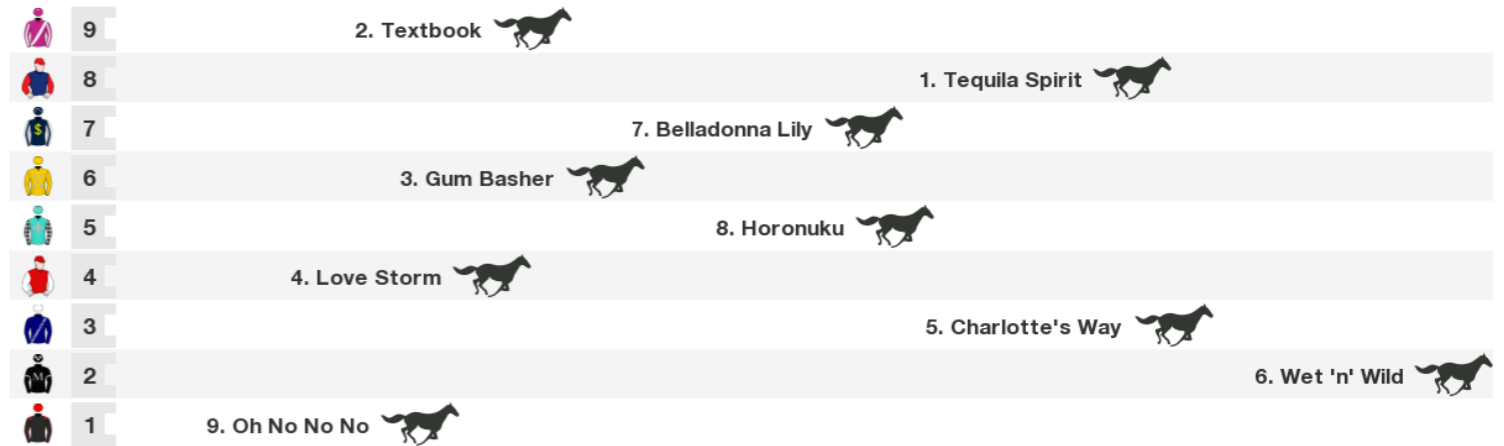 9 2. Textbook
8 1. Tequila Spirit
$ 7 7. Belladonna Lily
6 3. Gum Basher
5 8. Horonuku
4 4. Love Storm
3 5. Charlotte's Way
M 2 6. Wet 'n' Wild
1 9. Oh No No No